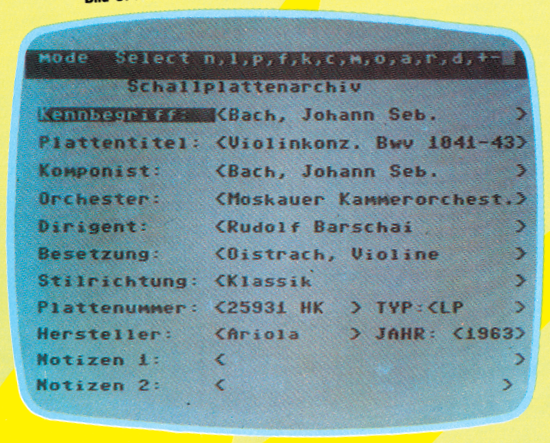 Mode Select n,l,p,f,k,c,m,o,a,r,d,+-
Schallplattenarchiv
Kennbegriff: <Bach, Johann Seb. >
Plattentitel: <Violinkonz. Bwv 1041-43>
Komponist: <Bach, Johann Seb. >
Orchester: <Moskauer Kammerorchest.>
Dirigent: <Rudolf Barschai >
Besetzung: <Oistrach, Violine >
Stilrichtung: <Klassik >
Plattenummer: <25931 HK > TYP:<LP >
Hersteller: <Ariola > JAHR: <1963>
Notizen 1: < >
Notizen 2: < >